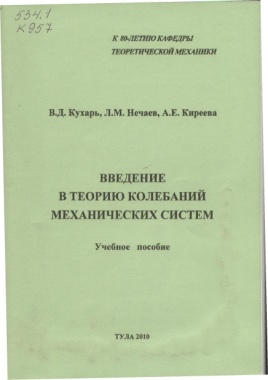 534.1
К957
К 80-ЛЕТИЮ КАФЕДРЫ
ТЕОРЕТИЧЕСКОЙ МЕХАНИКИ
В.Д. Кухарь, Л.М. Нечаев, А.Е. Киреева
ВВЕДЕНИЕ
В ТЕОРИЮ КОЛЕБАНИЙ
МЕХАНИЧЕСКИХ СИСТЕМ
Учебное пособие
ТУЛА 2010